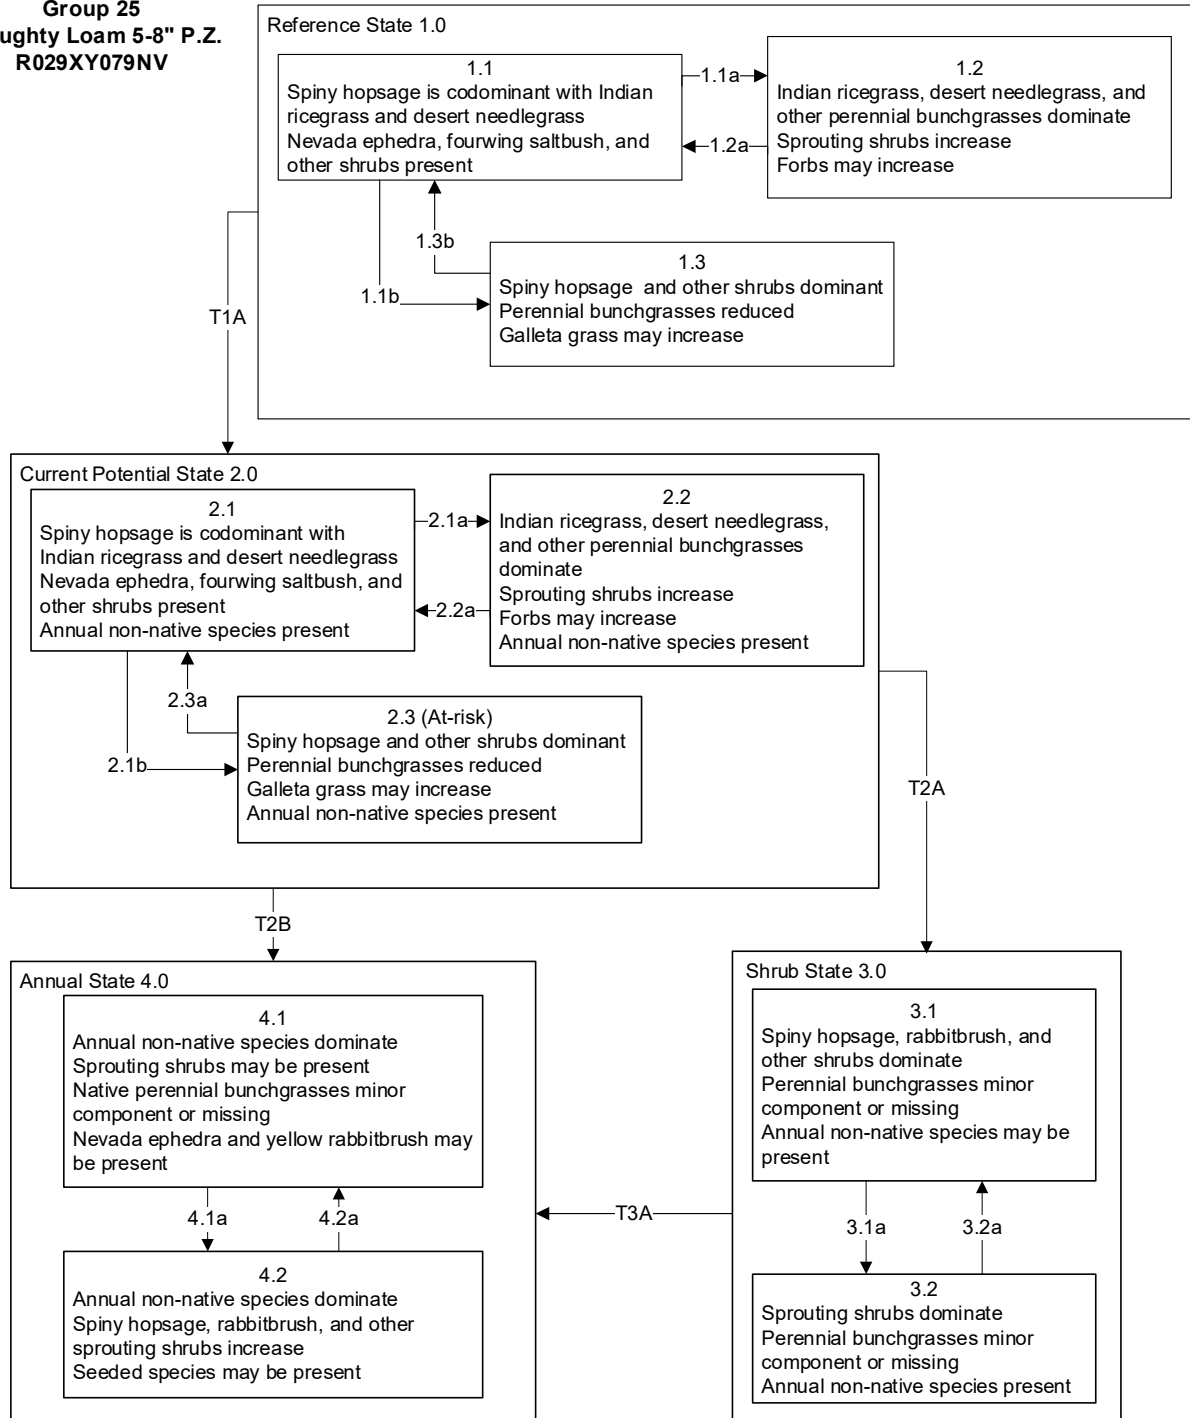 Group 25
ughty Loam 5-8" P.Z.
R029XY079NV
Reference State 1.0
1.1
Spiny hopsage is codominant with Indian
ricegrass and desert needlegrass
Nevada ephedra, fourwing saltbush, and
other shrubs present
1.1a
1.2a
1.2
Indian ricegrass, desert needlegrass, and
other perennial bunchgrasses dominate
Sprouting shrubs increase
Forbs may increase
1.3b
1.1b
1.3
Spiny hopsage and other shrubs dominant
Perennial bunchgrasses reduced
Galleta grass may increase
T1A
Current Potential State 2.0
2.1
Spiny hopsage is codominant with
Indian ricegrass and desert needlegrass
Nevada ephedra, fourwing saltbush, and
other shrubs present
Annual non-native species present
2.1a
2.2a
2.2
Indian ricegrass, desert needlegrass,
and other perennial bunchgrasses
dominate
Sprouting shrubs increase
Forbs may increase
Annual non-native species present
2.3a
2.1b
2.3 (At-risk)
Spiny hopsage and other shrubs dominant
Perennial bunchgrasses reduced
Galleta grass may increase
Annual non-native species present
T2A
T2B
Annual State 4.0
4.1
Annual non-native species dominate
Sprouting shrubs may be present
Native perennial bunchgrasses minor
component or missing
Nevada ephedra and yellow rabbitbrush may
be present
4.1a
4.2a
4.2
Annual non-native species dominate
Spiny hopsage, rabbitbrush, and other
sprouting shrubs increase
Seeded species may be present
T3A
Shrub State 3.0
3.1
Spiny hopsage, rabbitbrush, and
other shrubs dominate
Perennial bunchgrasses minor
component or missing
Annual non-native species may be
present
3.1a
3.2a
3.2
Sprouting shrubs dominate
Perennial bunchgrasses minor
component or missing
Annual non-native species present